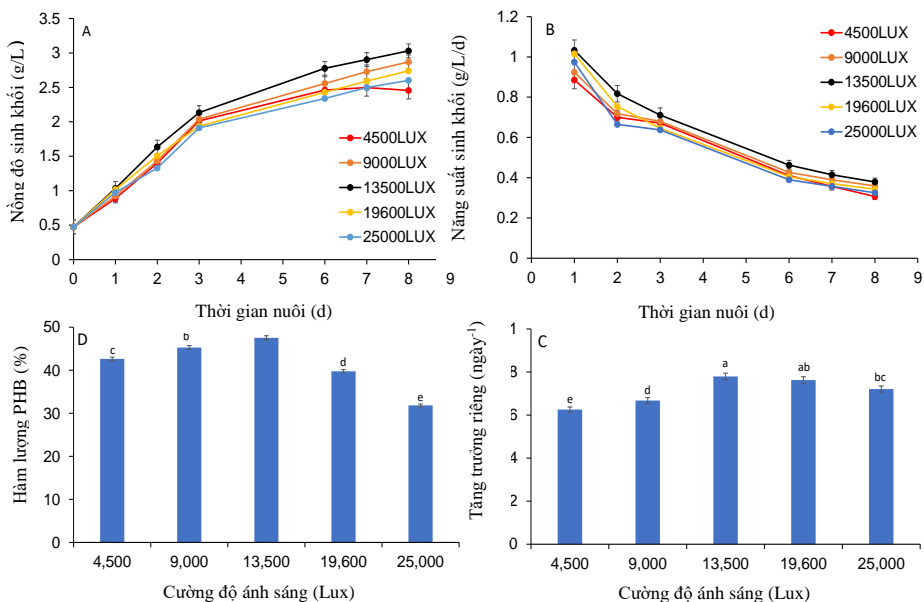 A
Nồng đô sinh khối (g/L)
3.5
3
2.5
2
1.5
1
0.5
0
0 1 2 3 4 5 6 7 8 9
Thời gian nuôi (d)
4500LUX
9000LUX
13500LUX
19600LUX
25000LUX
B
Năng suất sinh khối (g/L/d)
1.2
1
0.8
0.6
0.4
0.2
0
0 1 2 3 4 5 6 7 8 9
Thời gian nuôi (d)
4500LUX
9000LUX
13500LUX
19600LUX
25000LUX
D
Hàm lượng PHB (%)
50
40
30
20
10
0
c b d e
4,500 9,000 13,500 19,600 25,000
Cường độ ánh sáng (Lux)
C
Tăng trưởng riêng (ngày-1)
1
8
6
4
2
0
e d a ab bc
4,500 9,000 13,500 19,600 25,000
Cường độ ánh sáng (Lux)